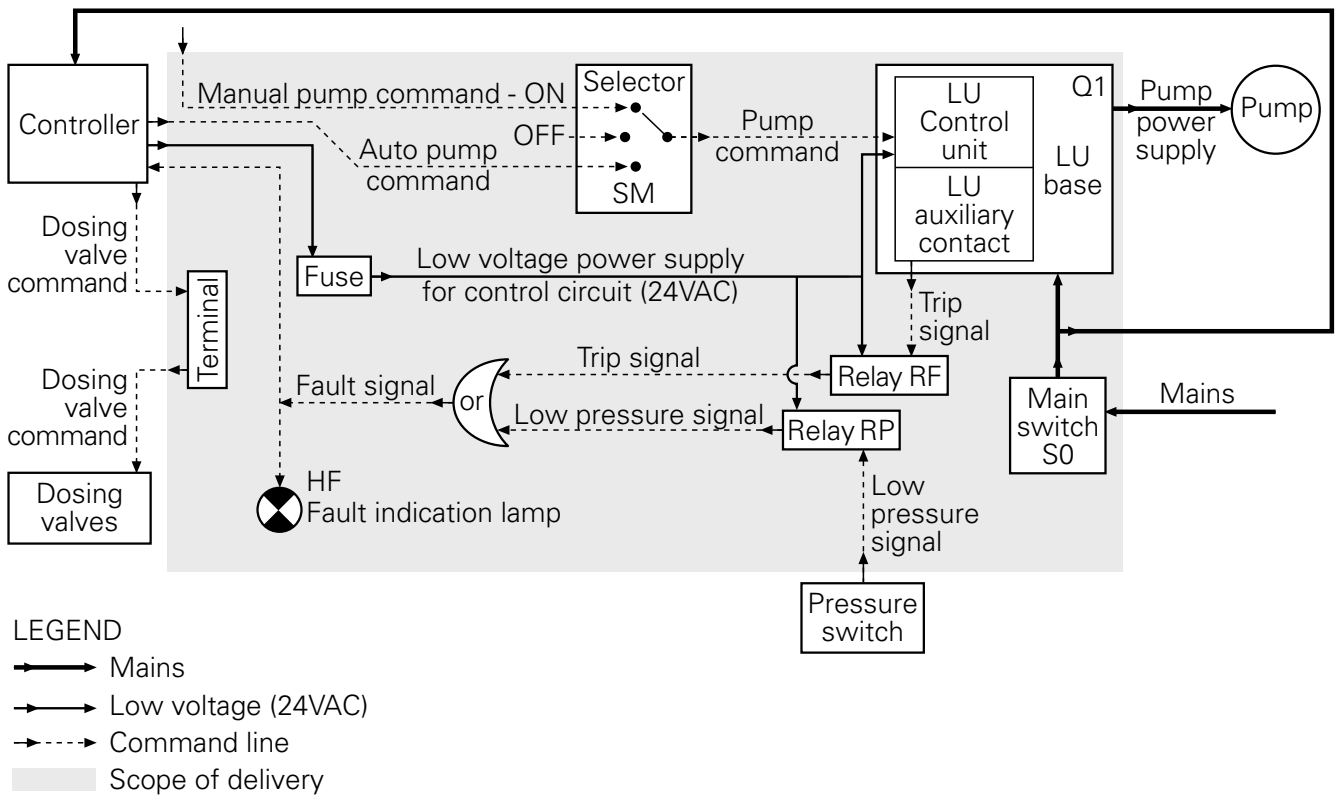 Controller
Manual pump command - ON
OFF
Auto pump
command
Selector
SM
Pump
command
Q1
LU
Control
unit
LU
auxiliary
contact
LU
base
Pump
power
supply
Pump
Dosing
valve
command
Terminal
Fuse
Low voltage power supply
for control circuit (24VAC)
Trip
signal
Trip signal
Relay RF
Fault signal
or
Low pressure signal
Relay RP
Main
switch
S0
Mains
Dosing
valve
command
Dosing
valves
HF
Fault indication lamp
Low
pressure
signal
Pressure
switch
LEGEND
Mains
Low voltage (24VAC)
Command line
Scope of delivery